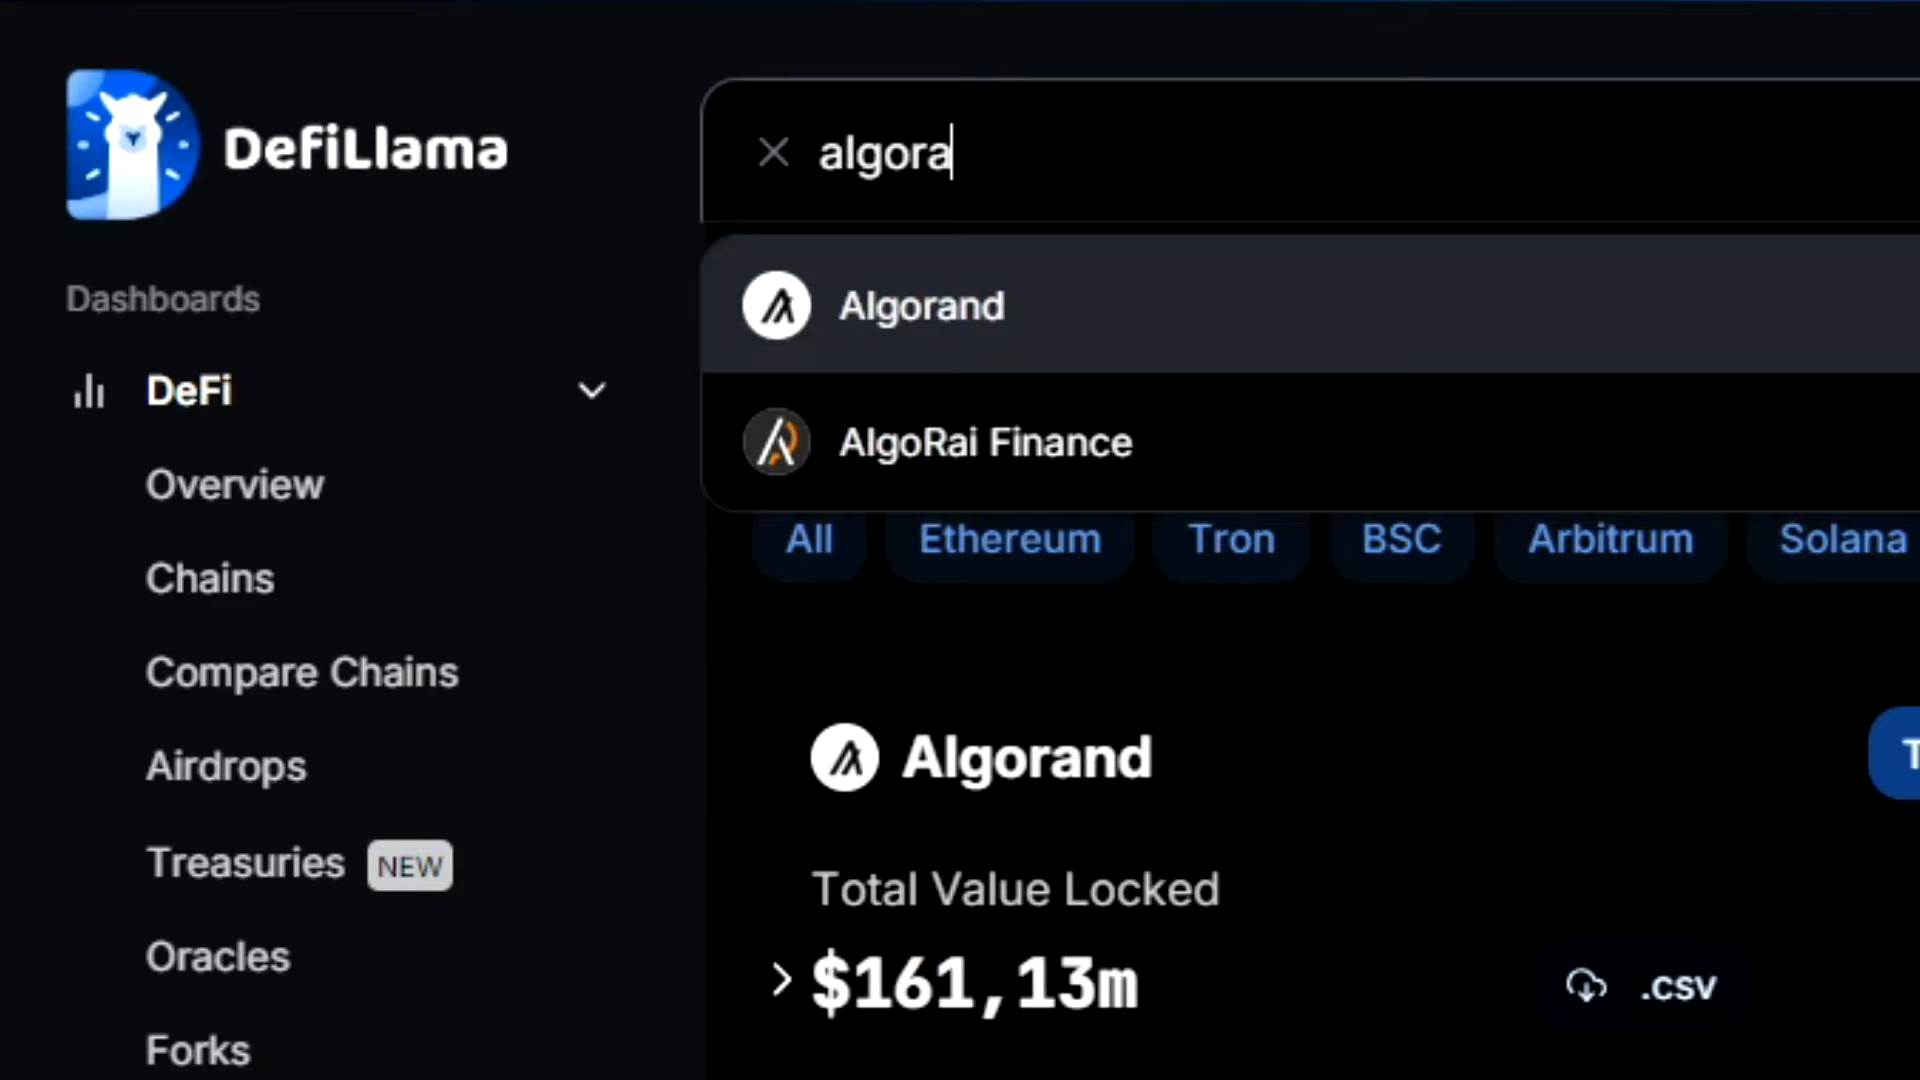 DefiLlama
Dashboards
DeFi
Overview
Chains
Compare Chains
Airdrops
Treasuries NEW
Oracles
Forks
algora
Algorand
AlgoRai Finance
All Ethereum Tron BSC Arbitrum Solana
Algorand
T
Total Value Locked
$161,13m .csv